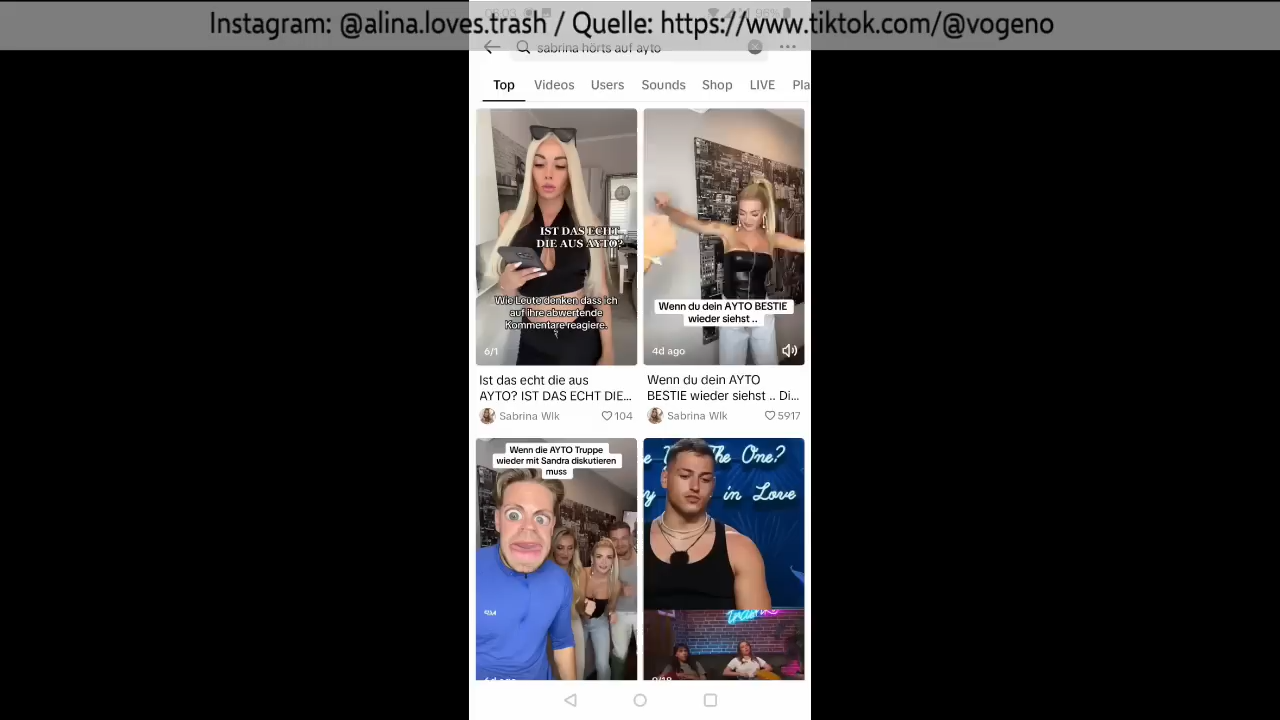 Instagram: @alina.loves.trash / Quelle: https://www.tiktok.com/@vogeno
sabrina hörts auf ayto
Top Videos Users Sounds Shop LIVE Pla
IST DAS ECHT
DIE AUS AYTO?
Wie Leute denken dass ich
auf ihre abwertende
Kommentare reagiere.
6/1
Wenn du dein AYTO BESTIE
wieder siehst ..
4d ago
Ist das echt die aus
AYTO? IST DAS ECHT DIE...
Sabrina Wlk 104
Wenn du dein AYTO
BESTIE wieder siehst .. Di...
Sabrina Wlk 5917
Wenn die AYTO Truppe
wieder mit Sandra diskutieren
muss
The One?
in Love